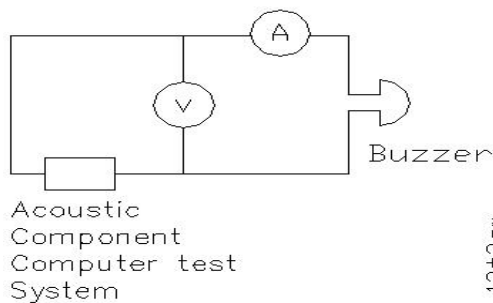 A
V
Buzzer
Acoustic
Component
Computer test
System